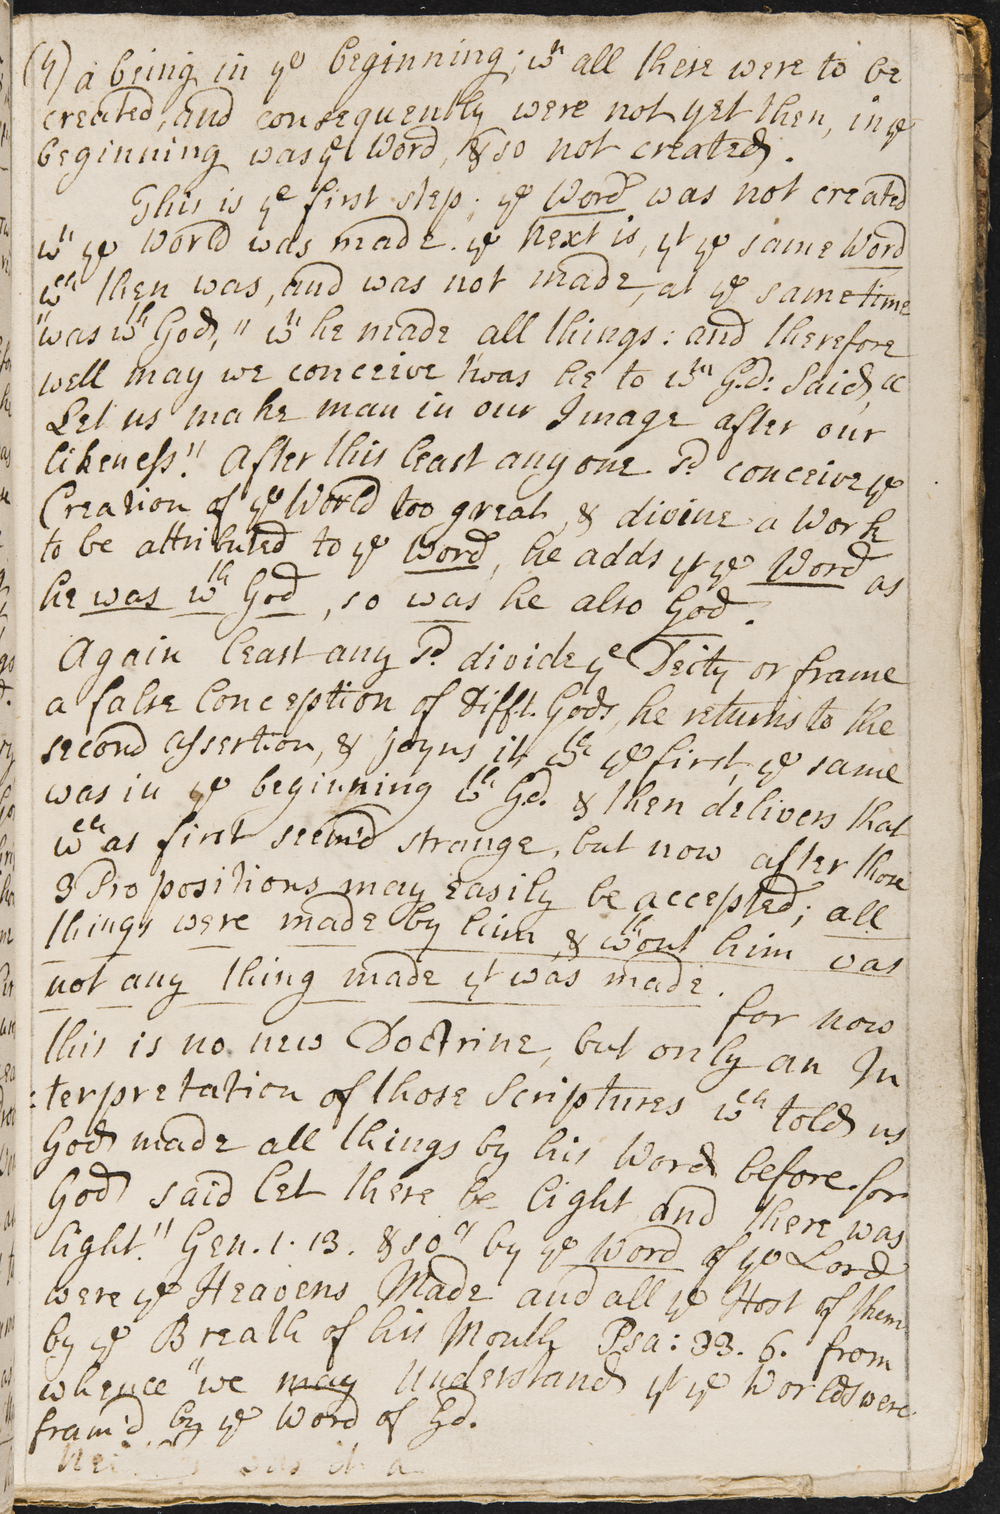 (4) a being in ye beginning; wn all these were to be
created, and consequently were not yet then, in ye
beginning was ye Word, & so not created.
This is ye first step; ye Word was not created
wn ye World was made. ye next is, yt ye same Word
wch then was, and was not made, at ye same time
"was wth God," wn he made all things: and therefore
well may we conceive 'twas he to wm G.d: Said, "
Let us make man in our Image after our
likeness." After this least any one sd conceive ye
Creation of ye World too great, & divine a Work
to be attributed to ye Word, he adds yt ye Word as
he was wth God, so was he also God.
Again least any sd divide ye Deity or frame
a false Conception of difft. Gods, he returns to the
second assertion, & joyns it wth ye first, ye same
was in ye beginning wth G.d. & then delivers that
wch at first seem'd strange, but now after those
3 Propositions may easily be accepted; all
things were made by him & wthout him was
not any thing made yt was made. for now
this is no new Doctrine, but only an In
:terpretation of those Scriptures wch told us
God made all things by his Word before. for
God said let there be light and there was
light." Gen. 1. 13. & so " by ye Word of ye Lord
were ye Heavens Made and all ye Host of them
by ye Breath of his Mouth Psa: 33. 6. from
whence "we may Understand yt ye Worlds were
fram'd by ye Word of Gd.